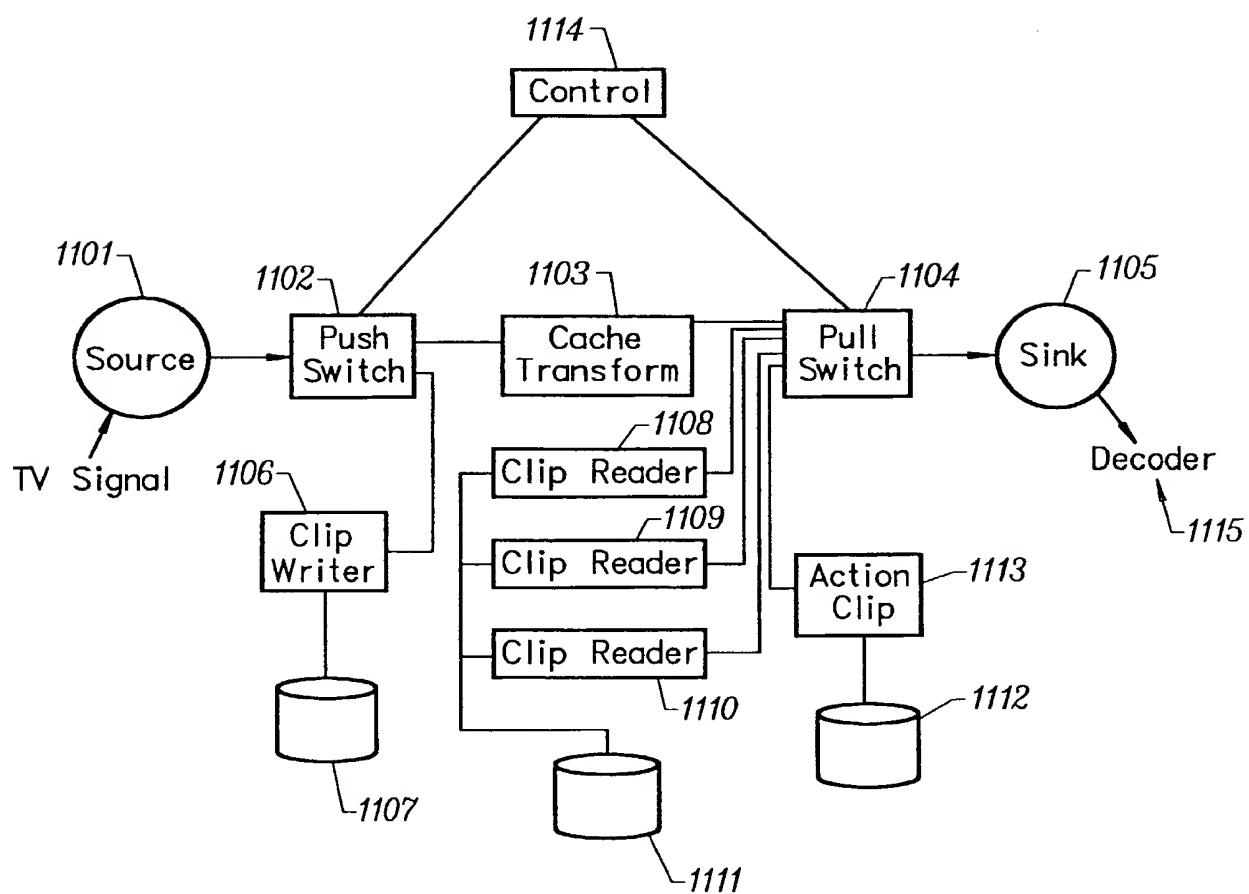 1114
Control
1101
1102
1103
1104
1105
Source
Push
Switch
Cache
Transform
Pull
Switch
Sink
TV Signal
Decoder
1115
1106
Clip
Writer
1107
1108
Clip Reader
1109
Clip Reader
Clip Reader
1110
1111
Action
Clip
1113
1112